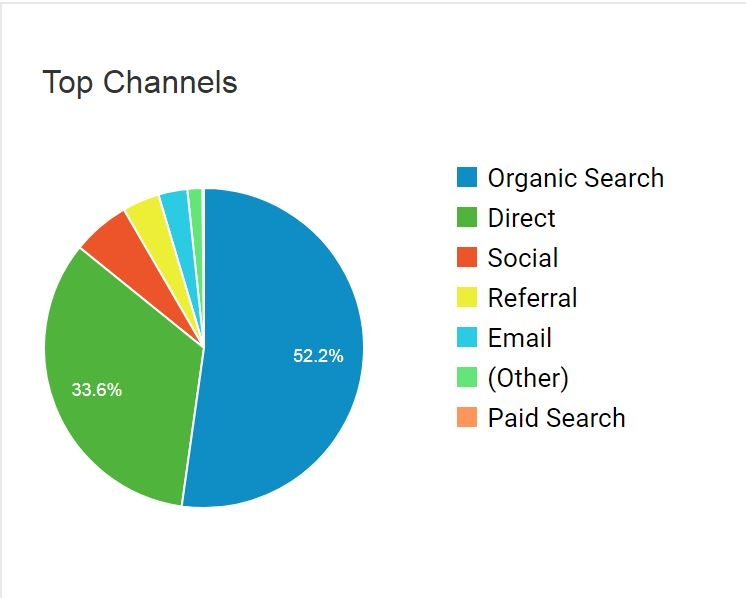 Top Channels
Organic Search
Direct
Social
Referral
Email
(Other)
Paid Search
52.2%
33.6%